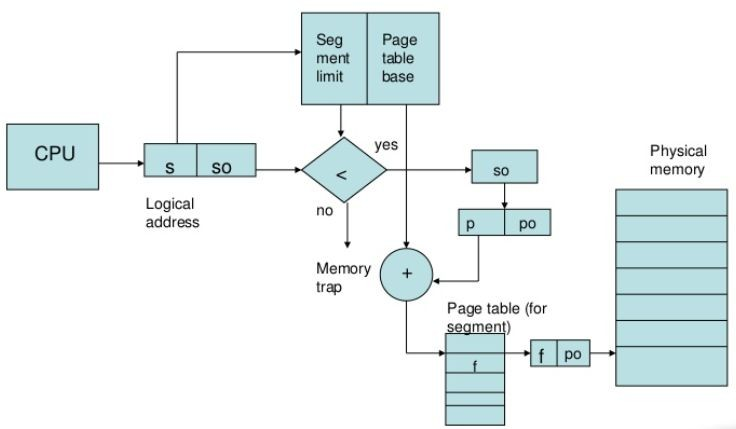 Seg
ment
limit
Page
table
base
CPU
s
so
Logical
address
<
yes
no
Memory
trap
so
p
po
+
Page table (for
segment)
f
f
po
Physical
memory